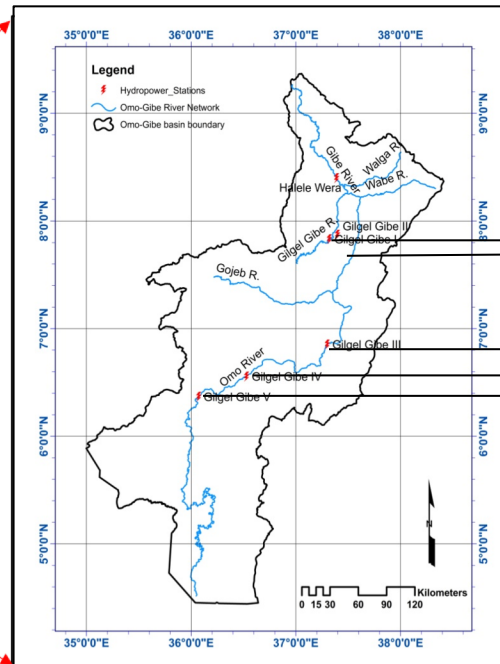 35°0'0"E 36°0'0"E 37°0'0"E 38°0'0"E
Legend
Hydropower_Stations
Omo-Gibe River Network
Omo-Gibe basin boundary
9°0'0"N 9°0'0"N
Gibe River
Walga R.
Wabe R.
Halele Wera
8°0'0"N 8°0'0"N
Gilgel Gibe R.
Gilgel Gibe II
Gilgel Gibe I
Gojeb R.
7°0'0"N 7°0'0"N
Gilgel Gibe III
Omo River
Gilgel Gibe IV
Gilgel Gibe V
6°0'0"N 6°0'0"N
5°0'0"N 5°0'0"N
N
Kilometers
0 15 30 60 90 120
35°0'0"E 36°0'0"E 37°0'0"E 38°0'0"E